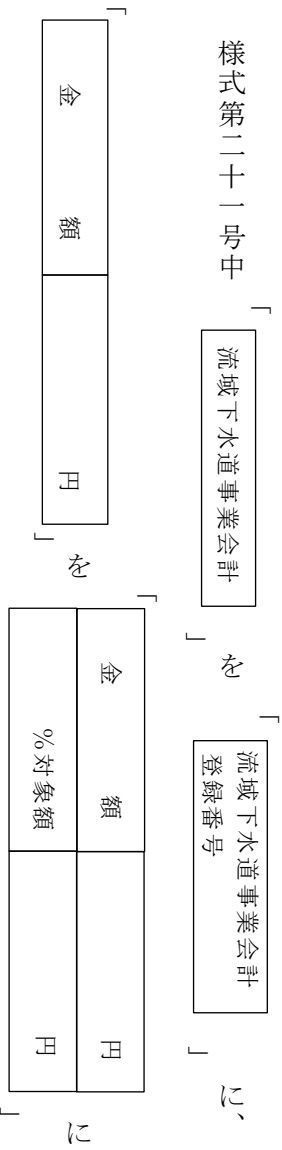 様式第二十一号中「流域下水道事業会計」を「流域下水道事業会計
登録番号」に、
「金額 円」を「金額 円
%対象額 円」に